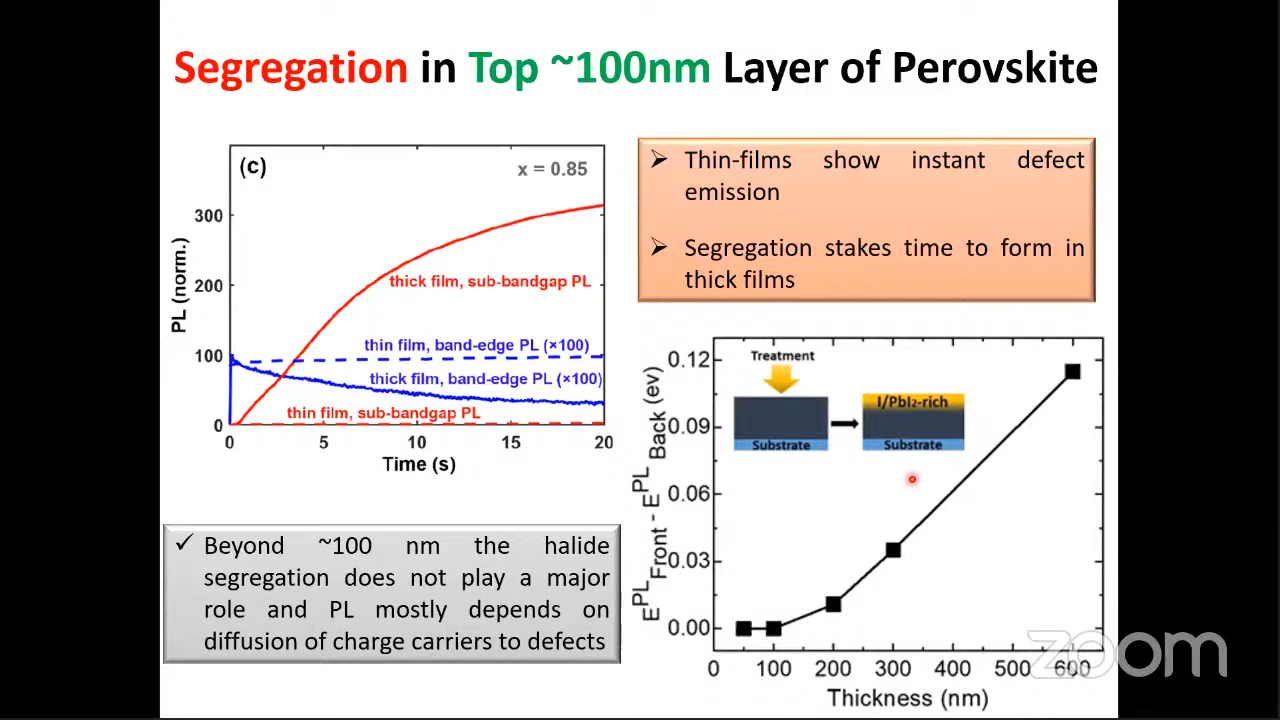 Segregation in Top ~100nm Layer of Perovskite
(c)
x = 0.85
300
200
100
0
PL (norm.)
thick film, sub-bandgap PL
thin film, band-edge PL (×100)
thick film, band-edge PL (×100)
thin film, sub-bandgap PL
0 5 10 15 20
Time (s)
➢ Thin-films show instant defect
emission
➢ Segregation stakes time to form in
thick films
✓ Beyond ~100 nm the halide
segregation does not play a major
role and PL mostly depends on
diffusion of charge carriers to defects
E^PL Front - E^PL Back (ev)
0.12
0.09
0.06
0.03
0.00
Treatment
I/PbI₂-rich
Substrate
Substrate
0 100 200 300 400 500 600
Thickness (nm)
zoom